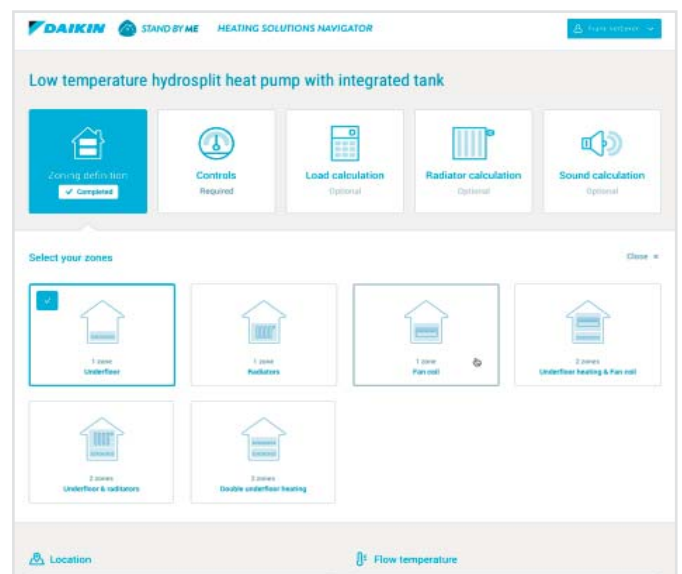 DAIKIN STAND BY ME HEATING SOLUTIONS NAVIGATOR
Low temperature hydrosplit heat pump with integrated tank
Zoning definition
Completed
Controls
Required
Load calculation
Optional
Radiator calculation
Optional
Sound calculation
Optional
Select your zones
Close ×
1 zone
Underfloor
1 zone
Radiators
1 zone
Fan coil
2 zones
Underfloor heating & Fan coil
2 zones
Underfloor & raditators
2 zones
Double underfloor heating
Location
Flow temperature